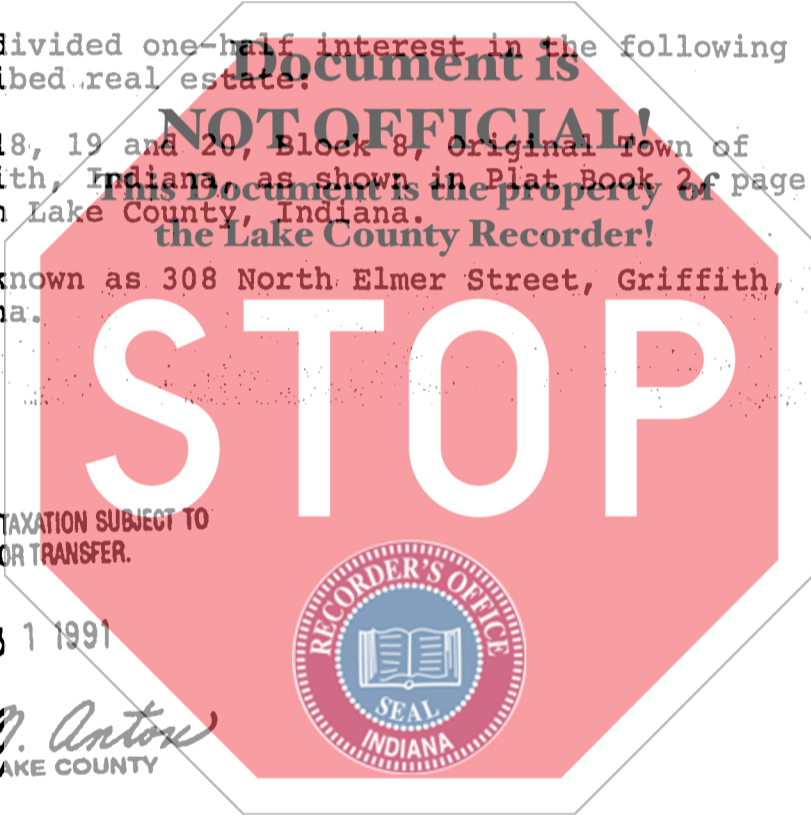 divided one-half interest in the following
Document is
ibed real estate:
NOT OFFICIAL!
18, 19 and 20, Block 8, Original Town of
ith, Indiana, as shown in Plat Book 2, page
This Document is the property of
n Lake County, Indiana.
the Lake County Recorder!
known as 308 North Elmer Street, Griffith,
na.
STOP
TAXATION SUBJECT TO
OR TRANSFER.
RECORDER'S OFFICE
1 1991
SEAL
INDIANA
Anton
AKE COUNTY